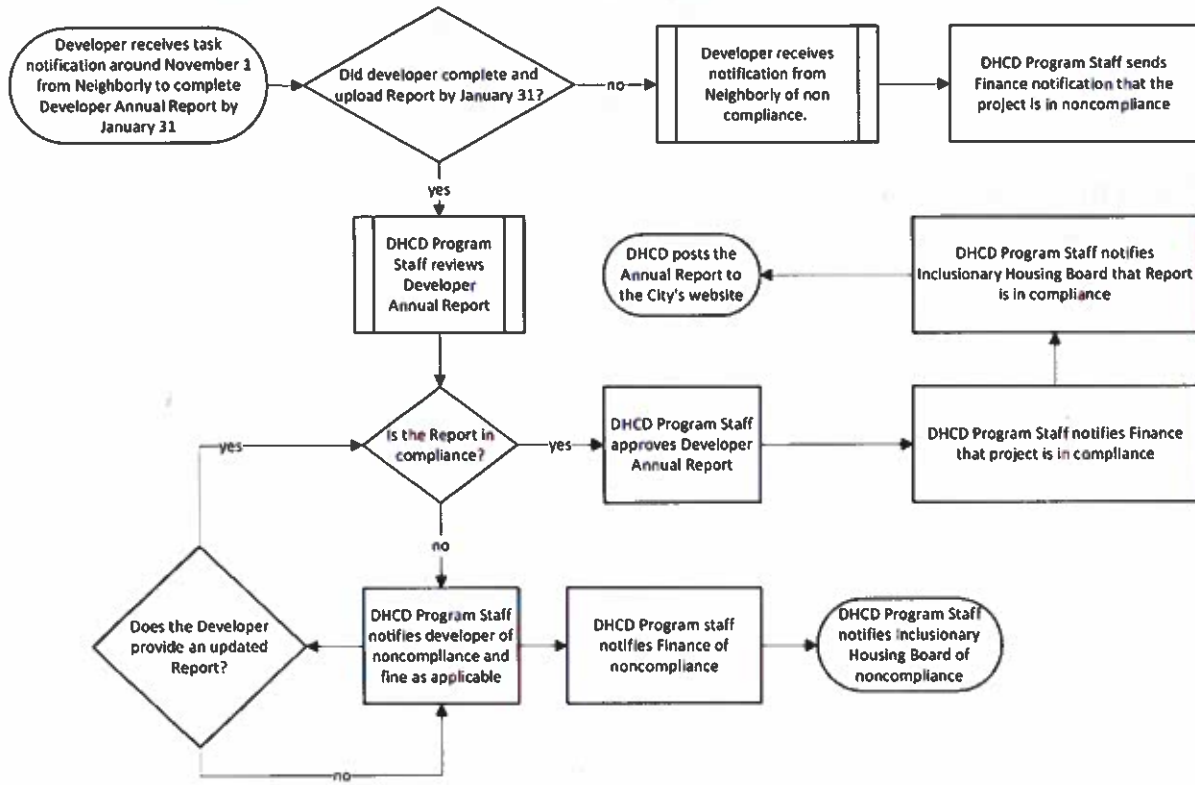 Developer receives task
notification around November 1
from Neighborly to complete
Developer Annual Report by
January 31
Did developer complete and
upload Report by January 31?
no
Developer receives
notification from
Neighborly of non
compliance.
DHCD Program Staff sends
Finance notification that the
project is in noncompliance
yes
DHCD Program
Staff reviews
Developer
Annual Report
DHCD posts the
Annual Report to
the City's website
DHCD Program Staff notifies
Inclusionary Housing Board that Report
is in compliance
yes
Is the Report in
compliance?
yes
DHCD Program Staff
approves Developer
Annual Report
DHCD Program Staff notifies Finance
that project is in compliance
no
Does the Developer
provide an updated
Report?
DHCD Program Staff
notifies developer of
noncompliance and
fine as applicable
DHCD Program staff
notifies Finance of
noncompliance
DHCD Program Staff
notifies Inclusionary
Housing Board of
noncompliance
no